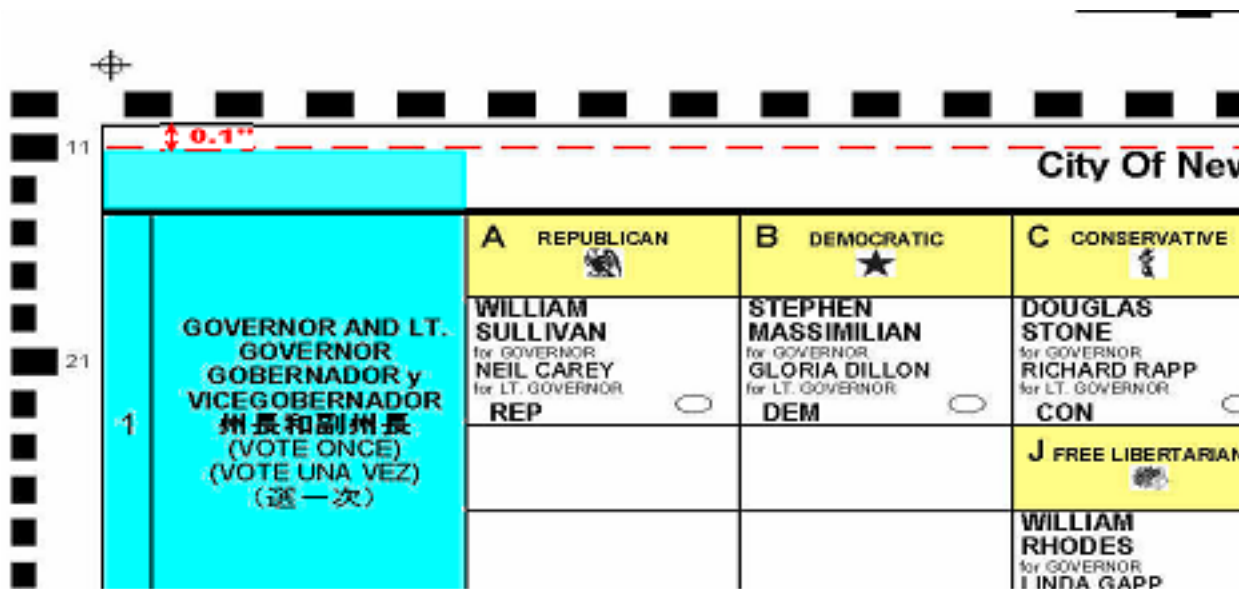 0.1"
11
City Of New
A REPUBLICAN
B DEMOCRATIC
C CONSERVATIVE
1
GOVERNOR AND LT.
GOVERNOR
GOBERNADOR y
VICEGOBERNADOR
州長和副州長
(VOTE ONCE)
(VOTE UNA VEZ)
(選一次)
WILLIAM
SULLIVAN
for GOVERNOR
NEIL CAREY
for LT. GOVERNOR
REP
STEPHEN
MASSIMILIAN
for GOVERNOR
GLORIA DILLON
for LT. GOVERNOR
DEM
DOUGLAS
STONE
for GOVERNOR
RICHARD RAPP
for LT. GOVERNOR
CON
21
J FREE LIBERTARIAN
WILLIAM
RHODES
for GOVERNOR
LINDA GAPP